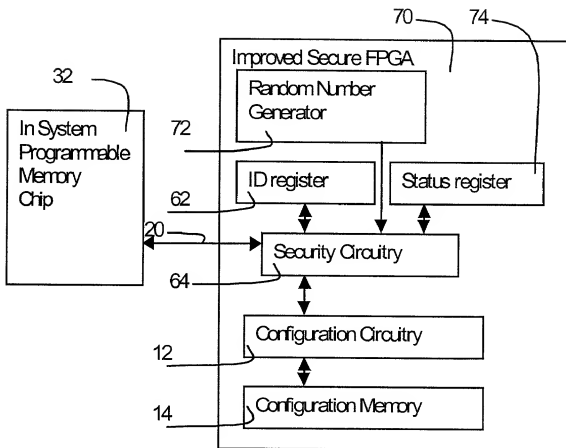 70
74
Improved Secure FPGA
32
Random Number
Generator
In System
Programmable
Memory
Chip
72
ID register
Status register
62
20
Security Circuitry
64
Configuration Circuitry
12
Configuration Memory
14